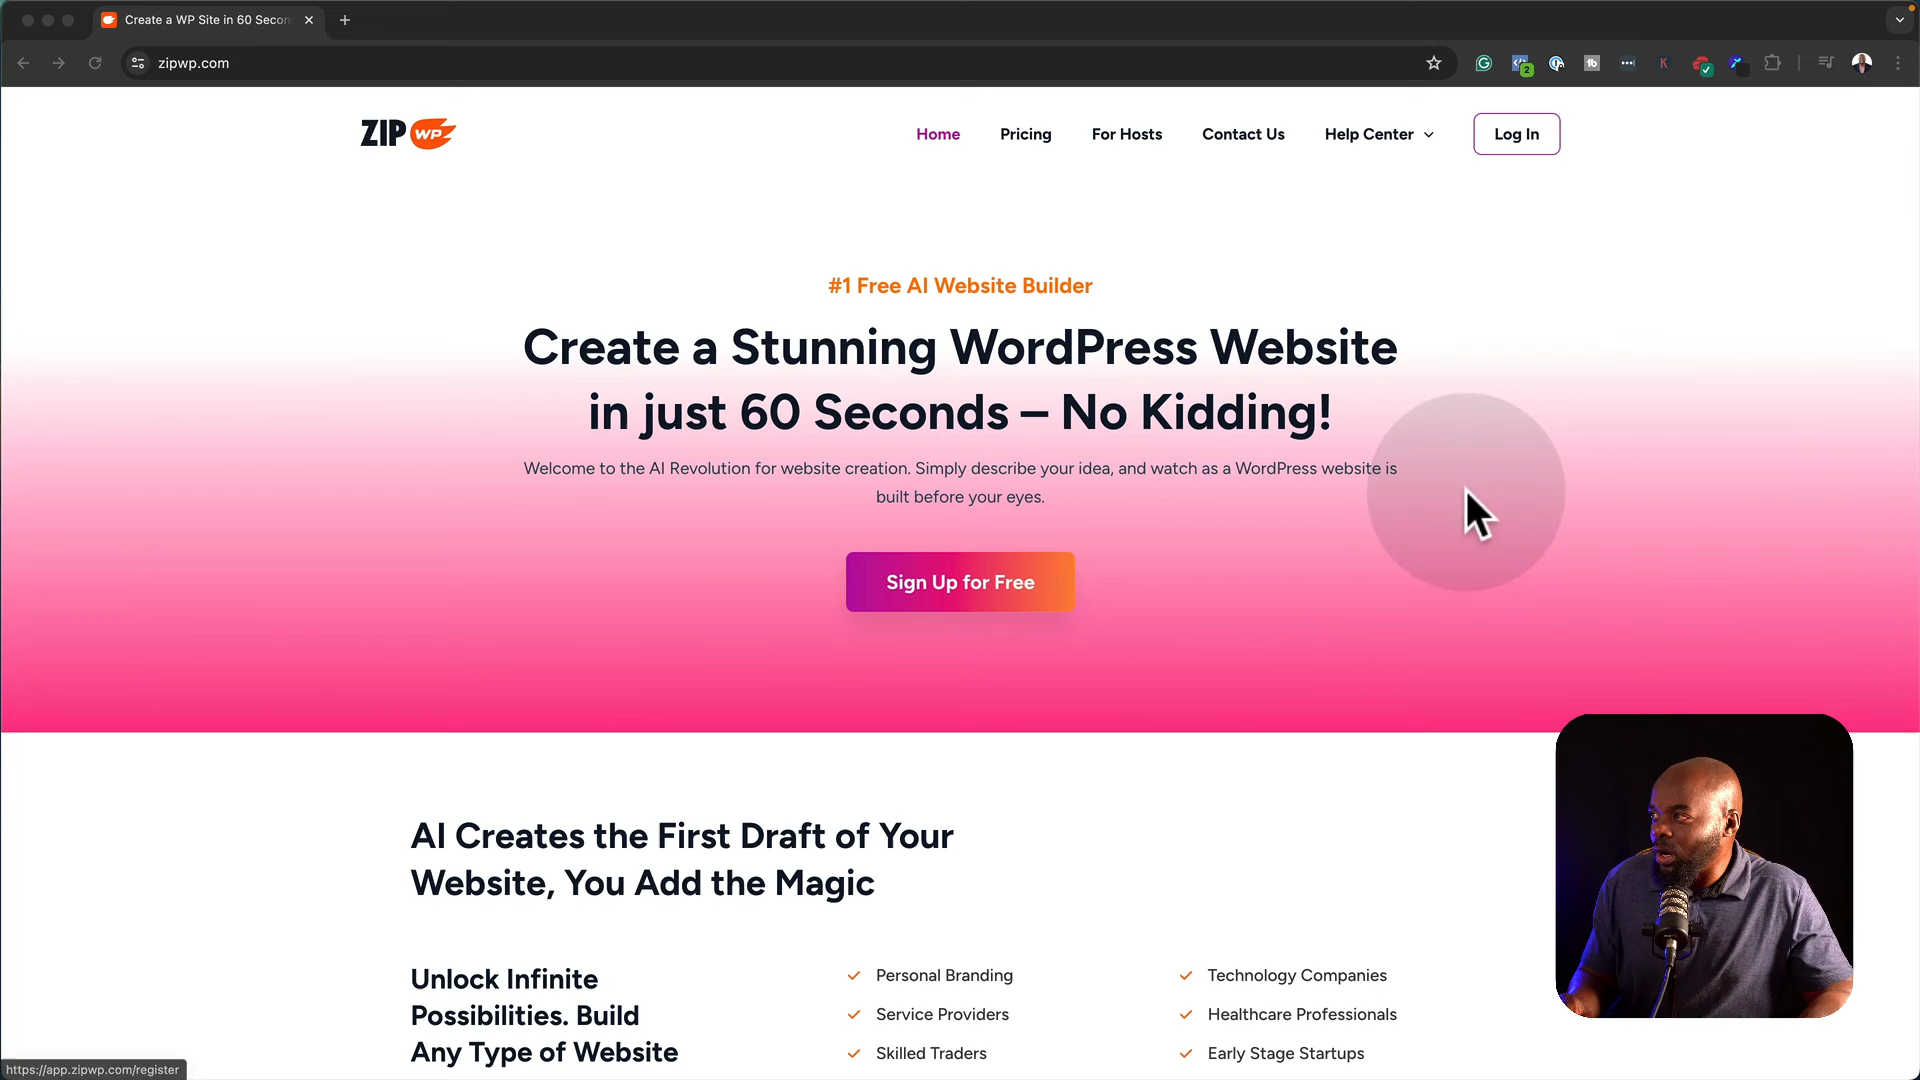 Create a WP Site in 60 Secon
zipwp.com
2
ZIP WP
Home
Pricing
For Hosts
Contact Us
Help Center
Log In
#1 Free AI Website Builder
Create a Stunning WordPress Website
in just 60 Seconds – No Kidding!
Welcome to the AI Revolution for website creation. Simply describe your idea, and watch as a WordPress website is
built before your eyes.
Sign Up for Free
AI Creates the First Draft of Your
Website, You Add the Magic
Unlock Infinite
Possibilities. Build
Any Type of Website
Personal Branding
Service Providers
Skilled Traders
Technology Companies
Healthcare Professionals
Early Stage Startups
https://app.zipwp.com/register